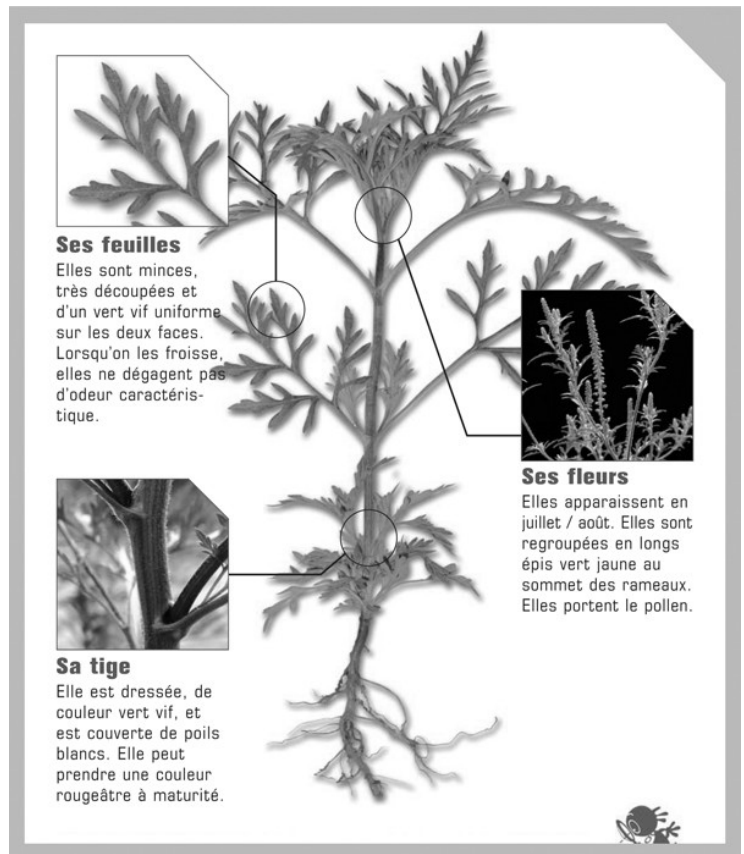 Ses feuilles
Elles sont minces,
très découpées et
d'un vert vif uniforme
sur les deux faces.
Lorsqu'on les froisse,
elles ne dégagent pas
d'odeur caractéris-
tique.
Ses fleurs
Elles apparaissent en
juillet / août. Elles sont
regroupées en longs
épis vert jaune au
sommet des rameaux.
Elles portent le pollen.
Sa tige
Elle est dressée, de
couleur vert vif, et
est couverte de poils
blancs. Elle peut
prendre une couleur
rougeâtre à maturité.